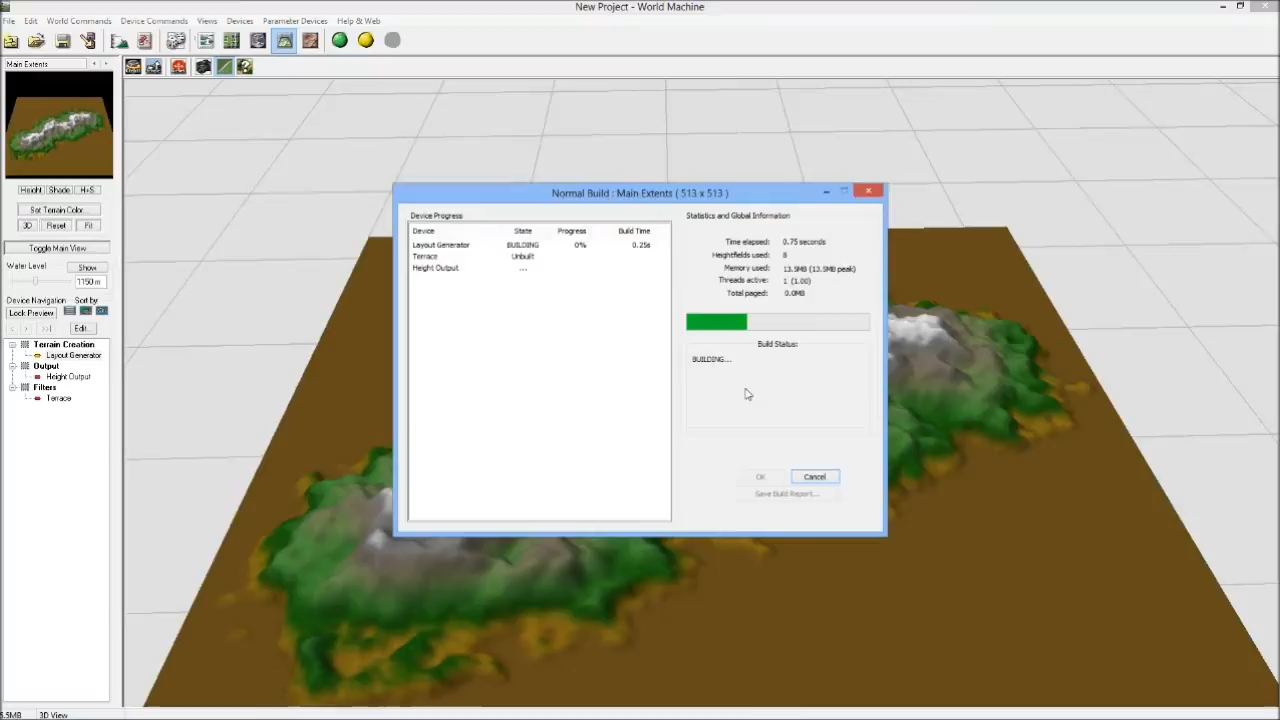 New Project - World Machine
File Edit World Commands Device Commands Views Devices Parameter Devices Help & Web
Main Extents
Height Shade H+S
Set Terrain Color...
3D Reset Fit
Toggle Main View
Water Level Show
1150 m
Device Navigation Sort by
Lock Preview
Edit...
Terrain Creation
Layout Generator
Output
Height Output
Filters
Terrace
Normal Build : Main Extents ( 513 x 513 )
Device Progress
Device State Progress Build Time
Layout Generator BUILDING 0% 0.25s
Terrace Unbuilt
Height Output ...
Statistics and Global Information
Time elapsed: 0.75 seconds
Heightfields used: 8
Memory used: 13.5MB (13.5MB peak)
Threads active: 1 (1.00)
Total paged: 0.0MB
Build Status:
BUILDING...
OK Cancel
Save Build Report...
5.5MB 3D View